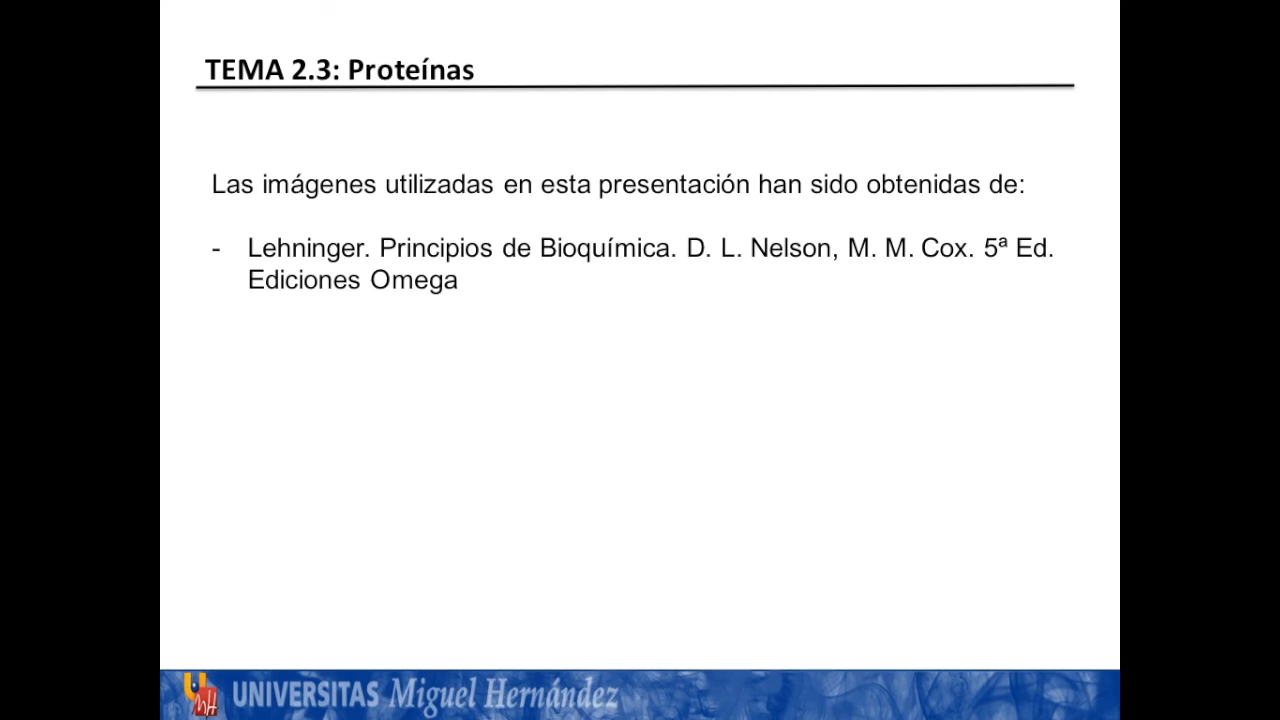 TEMA 2.3: Proteínas
Las imágenes utilizadas en esta presentación han sido obtenidas de:
- Lehninger. Principios de Bioquímica. D. L. Nelson, M. M. Cox. 5ª Ed.
Ediciones Omega
UNIVERSITAS Miguel Hernández